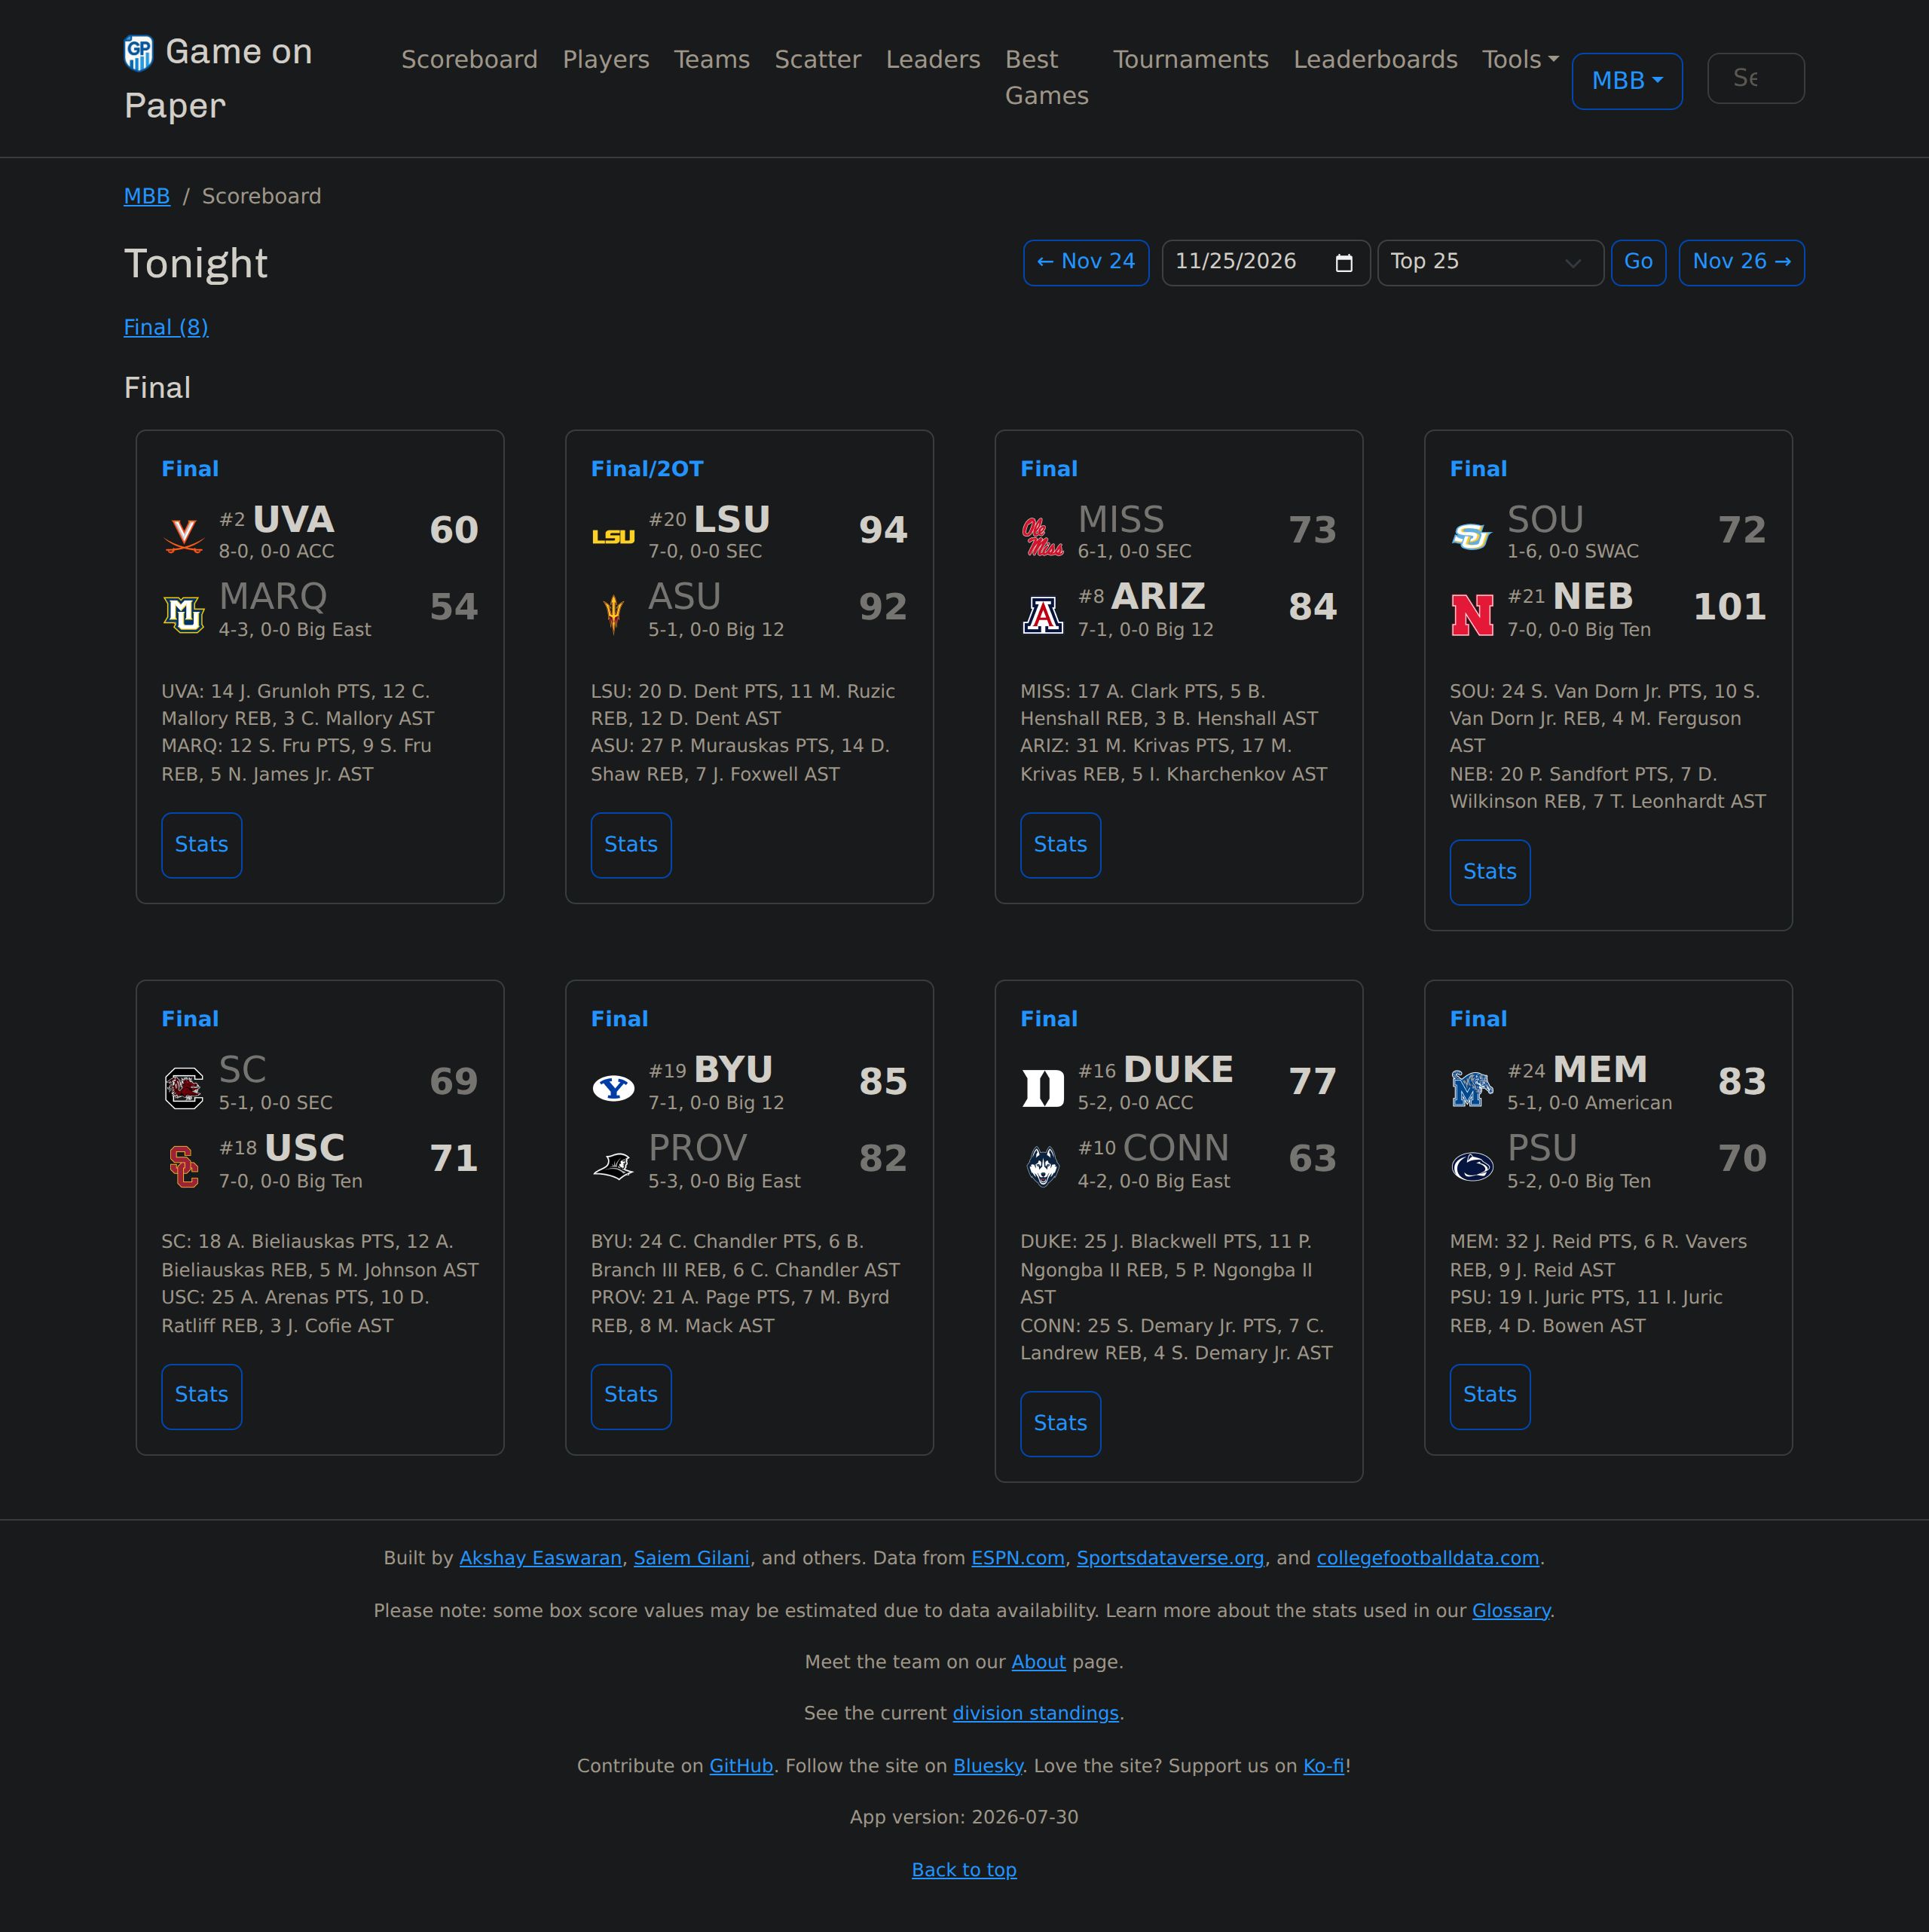 GP Game on
Paper
Scoreboard Players Teams Scatter Leaders Best
Games Tournaments Leaderboards Tools
MBB
MBB / Scoreboard
Tonight
← Nov 24 11/25/2026 Top 25 Go Nov 26 →
Final (8)
Final
Final
#2 UVA 60
8-0, 0-0 ACC
MARQ 54
4-3, 0-0 Big East
UVA: 14 J. Grunloh PTS, 12 C.
Mallory REB, 3 C. Mallory AST
MARQ: 12 S. Fru PTS, 9 S. Fru
REB, 5 N. James Jr. AST
Stats
Final/2OT
LSU
#20 LSU 94
7-0, 0-0 SEC
ASU 92
5-1, 0-0 Big 12
LSU: 20 D. Dent PTS, 11 M. Ruzic
REB, 12 D. Dent AST
ASU: 27 P. Murauskas PTS, 14 D.
Shaw REB, 7 J. Foxwell AST
Stats
Final
Ole Miss
MISS 73
6-1, 0-0 SEC
#8 ARIZ 84
7-1, 0-0 Big 12
MISS: 17 A. Clark PTS, 5 B.
Henshall REB, 3 B. Henshall AST
ARIZ: 31 M. Krivas PTS, 17 M.
Krivas REB, 5 I. Kharchenkov AST
Stats
Final
SOU 72
1-6, 0-0 SWAC
#21 NEB 101
7-0, 0-0 Big Ten
SOU: 24 S. Van Dorn Jr. PTS, 10 S.
Van Dorn Jr. REB, 4 M. Ferguson
AST
NEB: 20 P. Sandfort PTS, 7 D.
Wilkinson REB, 7 T. Leonhardt AST
Stats
Final
SC 69
5-1, 0-0 SEC
#18 USC 71
7-0, 0-0 Big Ten
SC: 18 A. Bieliauskas PTS, 12 A.
Bieliauskas REB, 5 M. Johnson AST
USC: 25 A. Arenas PTS, 10 D.
Ratliff REB, 3 J. Cofie AST
Stats
Final
#19 BYU 85
7-1, 0-0 Big 12
PROV 82
5-3, 0-0 Big East
BYU: 24 C. Chandler PTS, 6 B.
Branch III REB, 6 C. Chandler AST
PROV: 21 A. Page PTS, 7 M. Byrd
REB, 8 M. Mack AST
Stats
Final
#16 DUKE 77
5-2, 0-0 ACC
#10 CONN 63
4-2, 0-0 Big East
DUKE: 25 J. Blackwell PTS, 11 P.
Ngongba II REB, 5 P. Ngongba II
AST
CONN: 25 S. Demary Jr. PTS, 7 C.
Landrew REB, 4 S. Demary Jr. AST
Stats
Final
#24 MEM 83
5-1, 0-0 American
PSU 70
5-2, 0-0 Big Ten
MEM: 32 J. Reid PTS, 6 R. Vavers
REB, 9 J. Reid AST
PSU: 19 I. Juric PTS, 11 I. Juric
REB, 4 D. Bowen AST
Stats
Built by Akshay Easwaran, Saiem Gilani, and others. Data from ESPN.com, Sportsdataverse.org, and collegefootballdata.com.
Please note: some box score values may be estimated due to data availability. Learn more about the stats used in our Glossary.
Meet the team on our About page.
See the current division standings.
Contribute on GitHub. Follow the site on Bluesky. Love the site? Support us on Ko-fi!
App version: 2026-07-30
Back to top